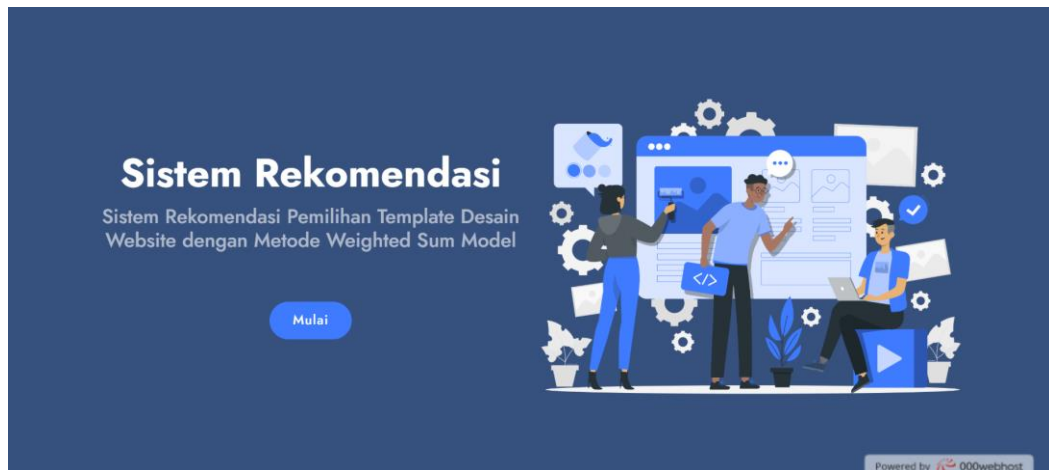 Sistem Rekomendasi
Sistem Rekomendasi Pemilihan Template Desain
Website dengan Metode Weighted Sum Model
Mulai
</>
Powered by 000webhost